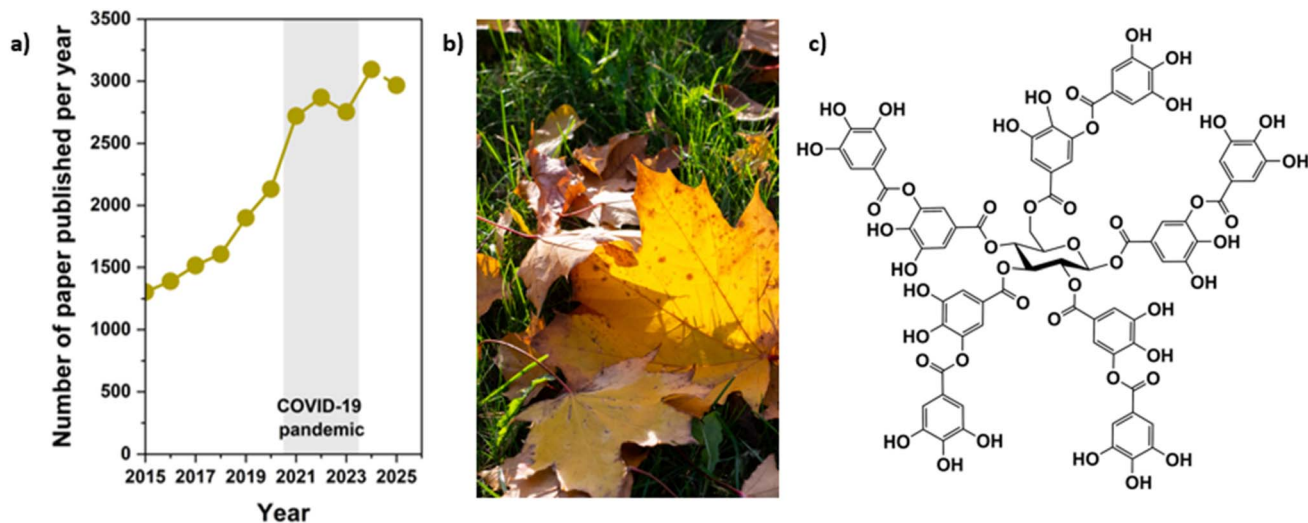 a)
Number of paper published per year
3500
3000
2500
2000
1500
1000
500
0
COVID-19
pandemic
2015 2017 2019 2021 2023 2025
Year
b)
c)
OH
HO OH
O HO OH
HO OH
HO OH OH
HO O
HO OH
O O
O O O O
O HO O O OH
O O
HO O OH
HO O
O O OH
HO OH
O O
O O
HO OH
HO OH
OH
OH